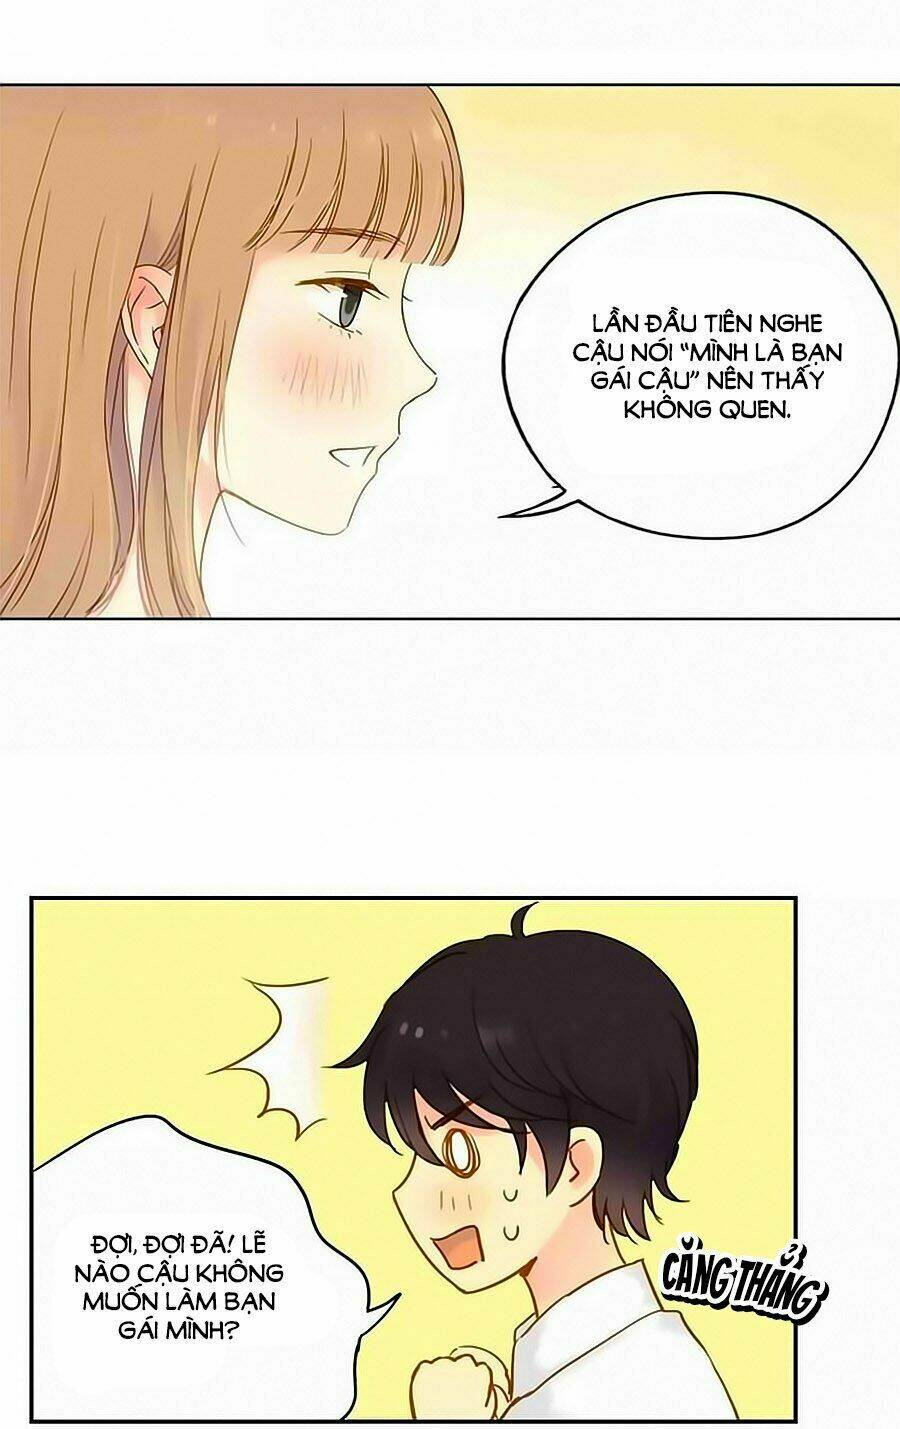 LẦN ĐẦU TIÊN NGHE
CẬU NÓI "MÌNH LÀ BẠN
GÁI CẬU" NÊN THẤY
KHÔNG QUEN.
ĐỢI, ĐỢI ĐÃ! LẼ
NÀO CẬU KHÔNG
MUỐN LÀM BẠN
GÁI MÌNH?
CĂNG THẲNG